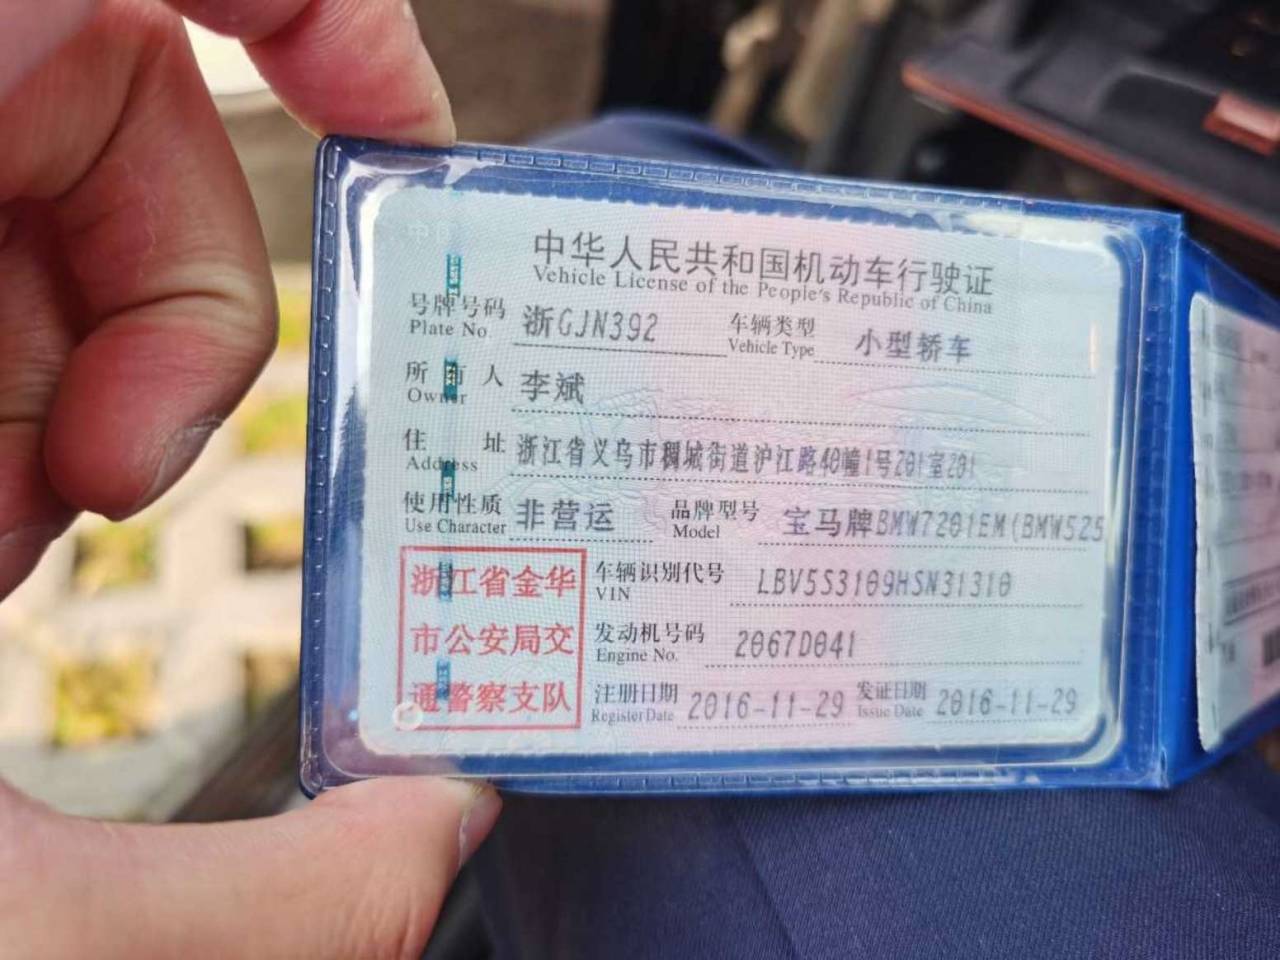 中华人民共和国机动车行驶证
Vehicle License of the People's Republic of China
号牌号码 浙GJN392 车辆类型 小型轿车
Plate No. Vehicle Type
所有人 李斌
Owner
住址 浙江省义乌市稠城街道沪江路40幢1号201室201
Address
使用性质 非营运 品牌型号 宝马牌BMW7201EM(BMW525
Use Character Model
浙江省金华
市公安局交
通警察支队
车辆识别代号 LBV5S3109HSN31310
VIN
发动机号码 2067D041
Engine No.
注册日期 2016-11-29 发证日期 2016-11-29
Register Date Issue Date